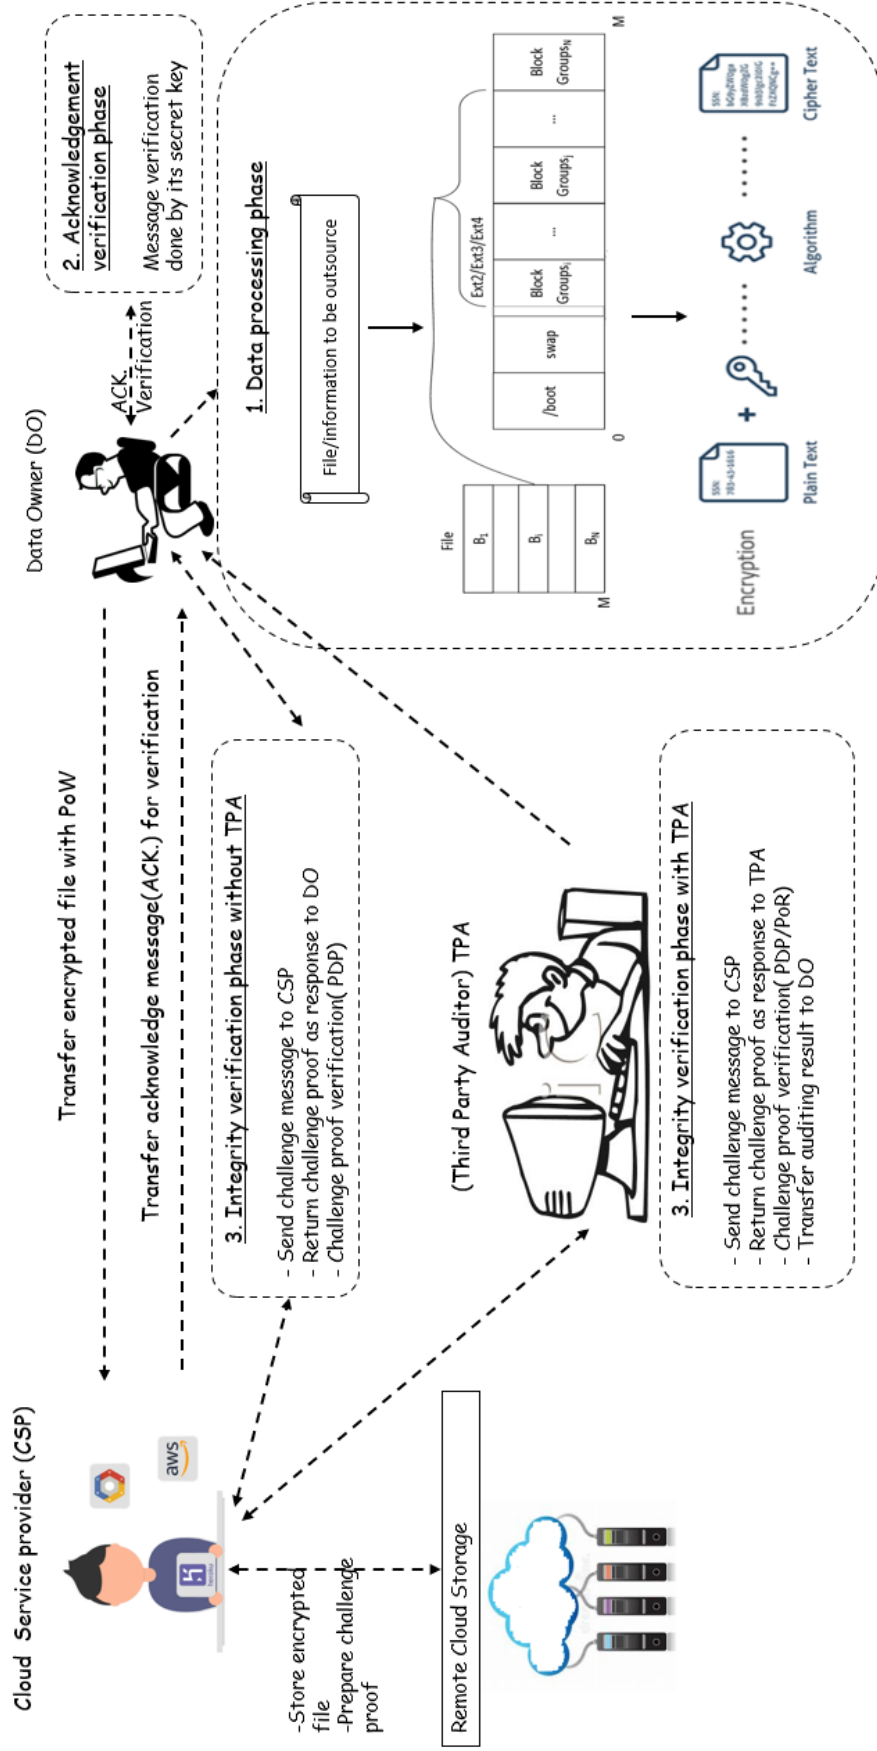 Cloud Service provider (CSP)
aws
Transfer encrypted file with PoW
Transfer acknowledge message(ACK.) for verification
Data Owner (DO)
ACK.
Verification
2. Acknowledgement
verification phase
Message verification
done by its secret key
-Store encrypted
file
-Prepare challenge
proof
Remote Cloud Storage
3. Integrity verification phase without TPA
- Send challenge message to CSP
- Return challenge proof as response to DO
- Challenge proof verification( PDP)
(Third Party Auditor) TPA
3. Integrity verification phase with TPA
- Send challenge message to CSP
- Return challenge proof as response to TPA
- Challenge proof verification( PDP/PoR)
- Transfer auditing result to DO
1. Data processing phase
File/information to be outsource
File
B1
Bi
BN
M
Ext2/Ext3/Ext4
/boot
swap
Block
Groupsi
...
Block
Groupsj
...
Block
GroupsN
0
M
Encryption
SSN:
783-43-1616
Plain Text
+
Algorithm
SSN:
Cipher Text